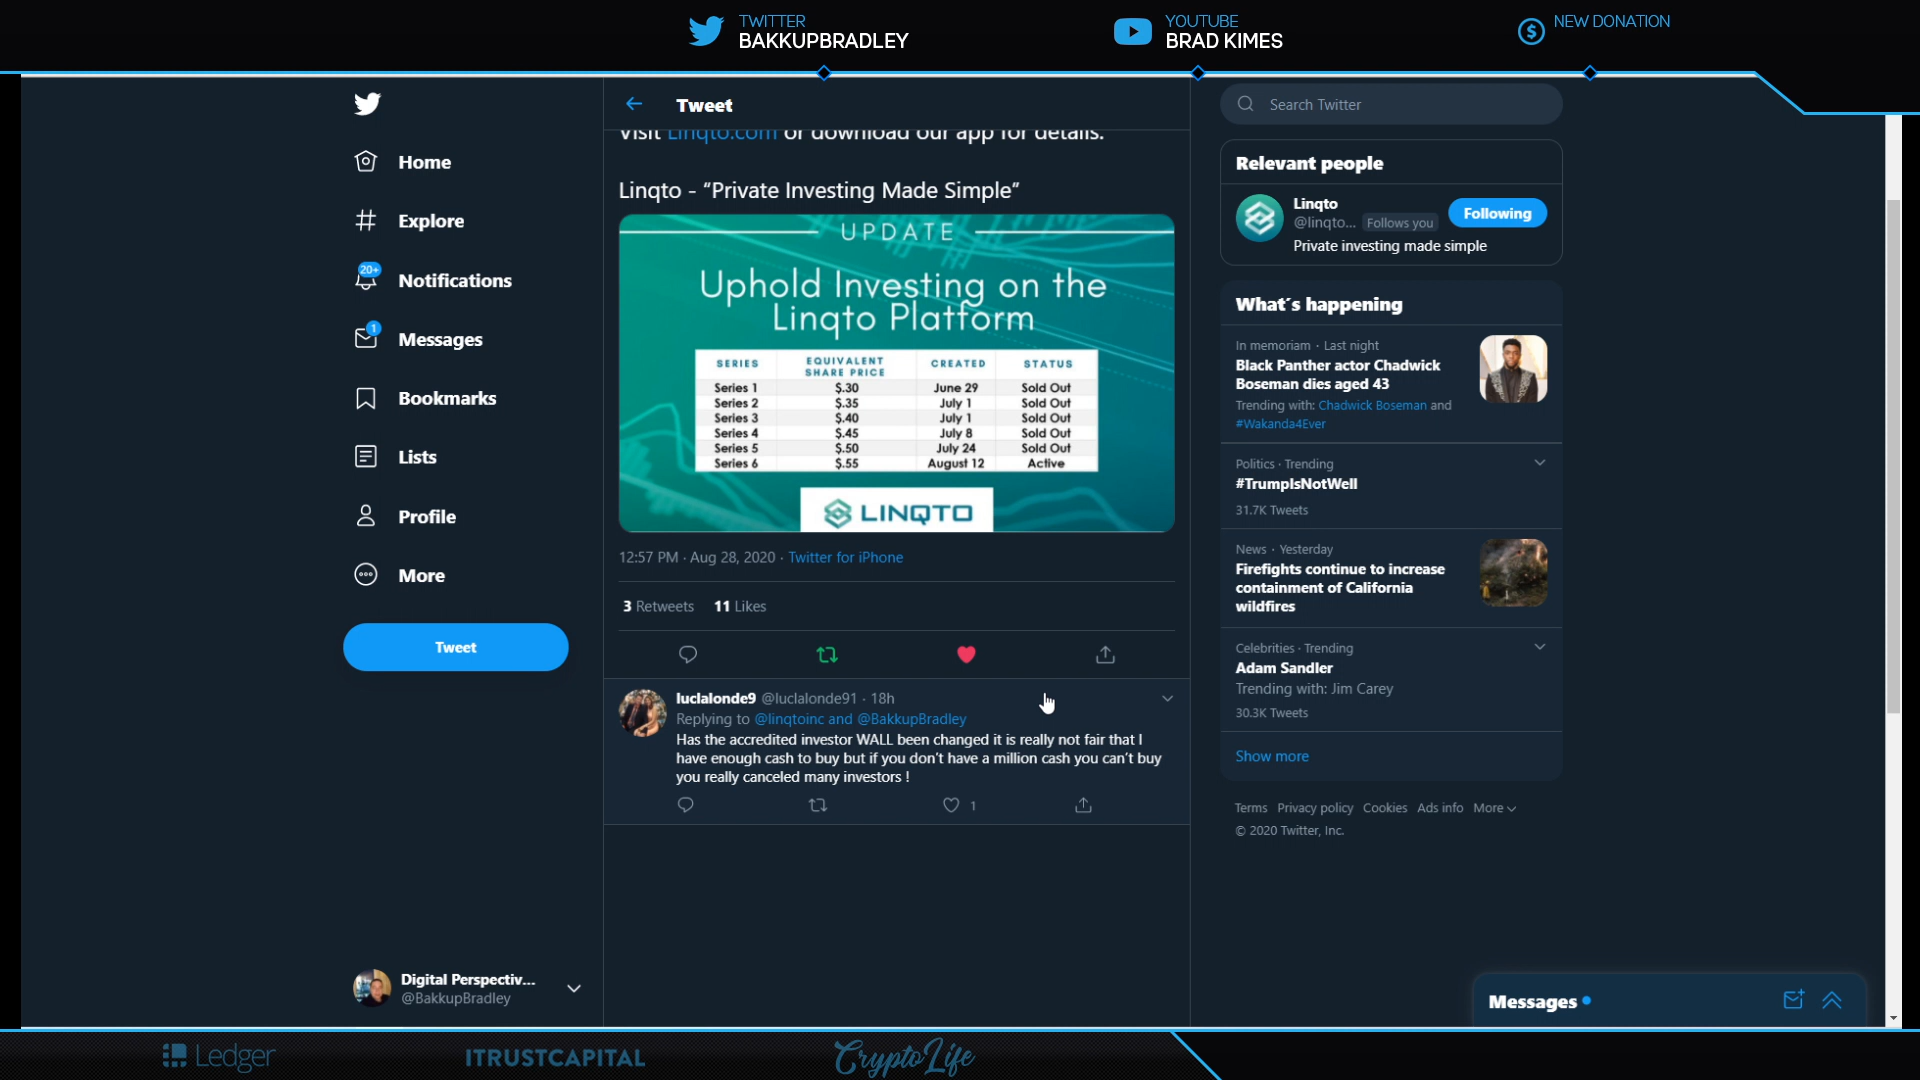 TWITTER
BAKKUPBRADLEY
YOUTUBE
BRAD KIMES
NEW DONATION
Home
Explore
20+
Notifications
1
Messages
Bookmarks
Lists
Profile
More
Tweet
Digital Perspectiv...
@BakkupBradley
Tweet
Visit Linqto.com or download our app for details.
Linqto - “Private Investing Made Simple”
UPDATE
Uphold Investing on the
Linqto Platform
SERIES EQUIVALENT SHARE PRICE CREATED STATUS
Series 1 $.30 June 29 Sold Out
Series 2 $.35 July 1 Sold Out
Series 3 $.40 July 1 Sold Out
Series 4 $.45 July 8 Sold Out
Series 5 $.50 July 24 Sold Out
Series 6 $.55 August 12 Active
LINQTO
12:57 PM · Aug 28, 2020 · Twitter for iPhone
3 Retweets 11 Likes
luclalonde9 @luclalonde91 · 18h
Replying to @linqtoinc and @BakkupBradley
Has the accredited investor WALL been changed it is really not fair that I
have enough cash to buy but if you don't have a million cash you can't buy
you really canceled many investors !
1
Search Twitter
Relevant people
Linqto
@linqto... Follows you
Following
Private investing made simple
What's happening
In memoriam · Last night
Black Panther actor Chadwick
Boseman dies aged 43
Trending with: Chadwick Boseman and
#Wakanda4Ever
Politics · Trending
#TrumpIsNotWell
31.7K Tweets
News · Yesterday
Firefights continue to increase
containment of California
wildfires
Celebrities · Trending
Adam Sandler
Trending with: Jim Carey
30.3K Tweets
Show more
Terms Privacy policy Cookies Ads info More
© 2020 Twitter, Inc.
Messages
Ledger
ITRUSTCAPITAL
CryptoLife